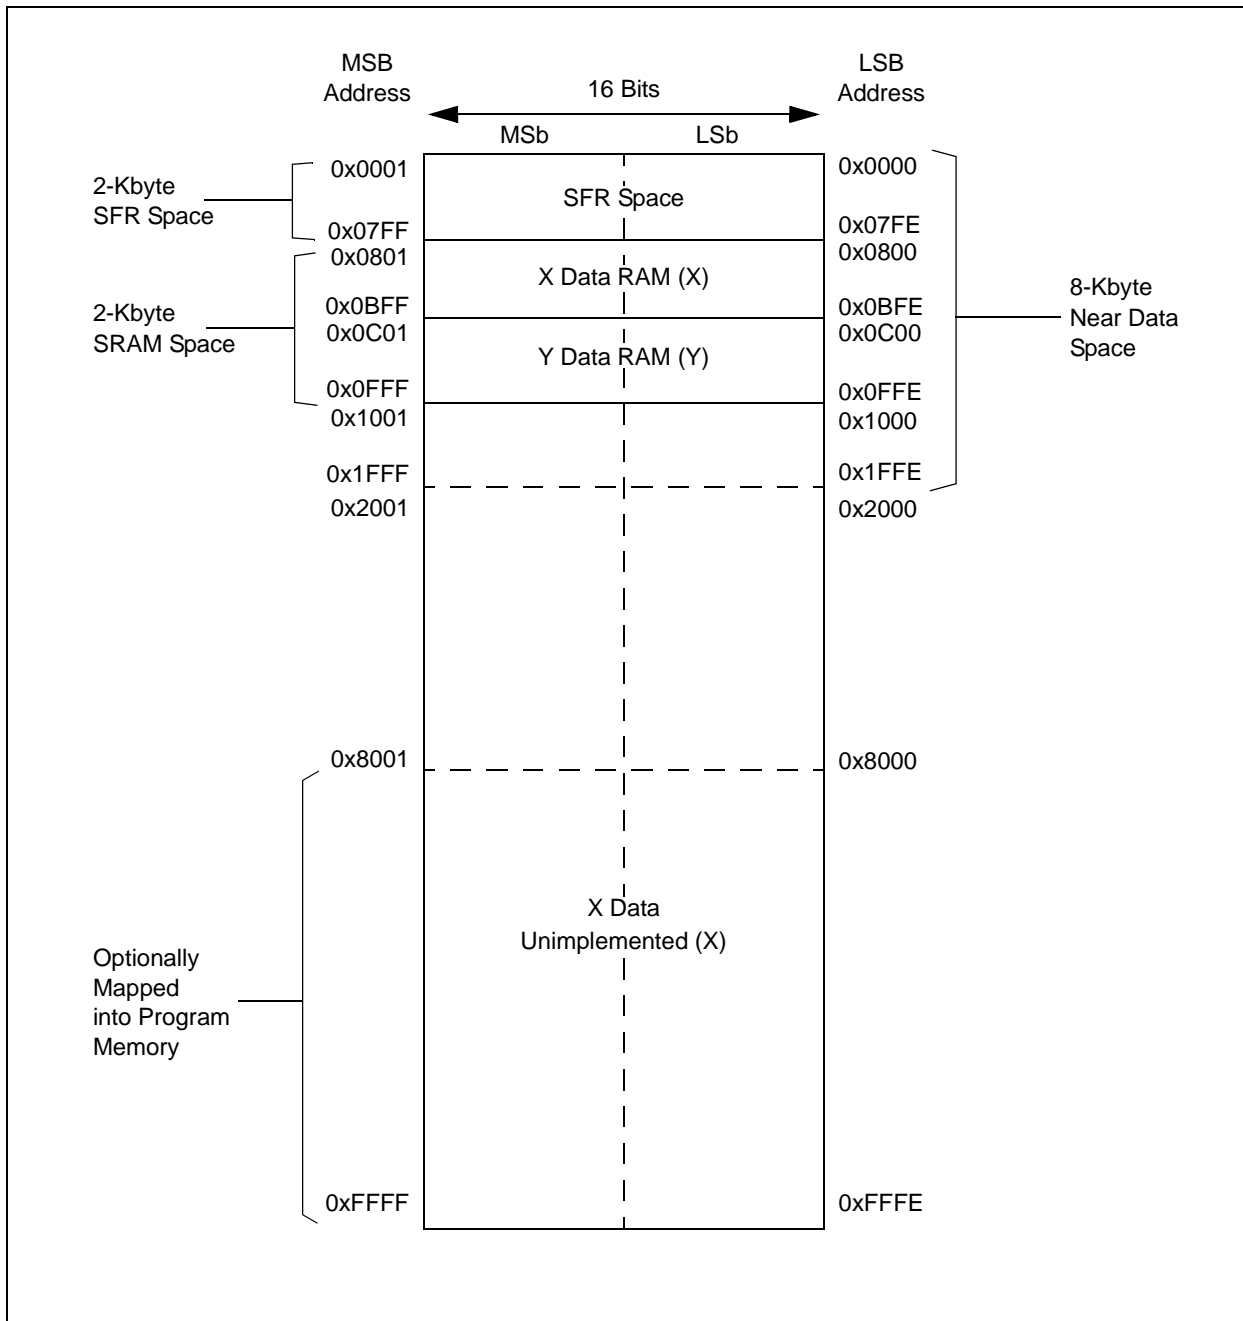 MSB
Address
LSB
Address
16 Bits
MSb
LSb
0x0001
0x0000
2-Kbyte
SFR Space
SFR Space
0x07FF
0x07FE
0x0801
0x0800
X Data RAM (X)
2-Kbyte
SRAM Space
0x0BFF
0x0BFE
0x0C01
0x0C00
8-Kbyte
Near Data
Space
Y Data RAM (Y)
0x0FFF
0x0FFE
0x1001
0x1000
0x1FFF
0x1FFE
0x2001
0x2000
0x8001
0x8000
X Data
Unimplemented (X)
Optionally
Mapped
into Program
Memory
0xFFFF
0xFFFE